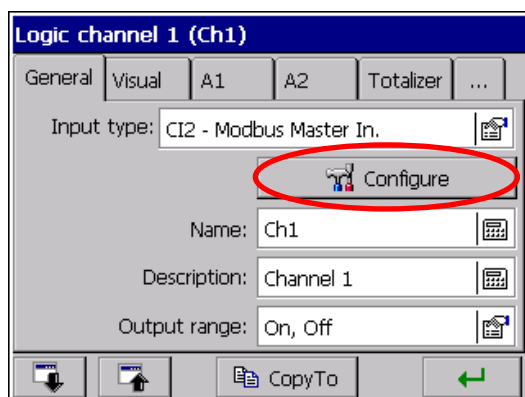 Logic channel 1 (Ch1)
General Visual A1 A2 Totalizer ...
Input type: CI2 - Modbus Master In.
Configure
Name: Ch1
Description: Channel 1
Output range: On, Off
CopyTo